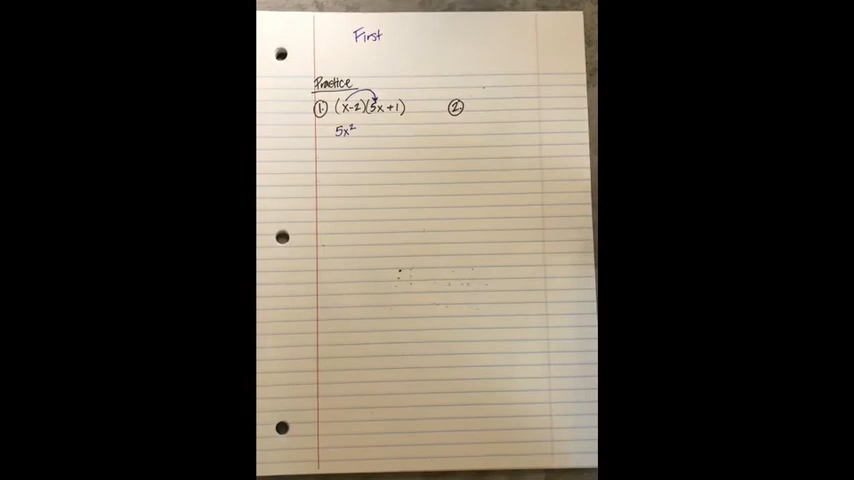 First
Practice
1. (x-2)(5x+1) 2.
5x²